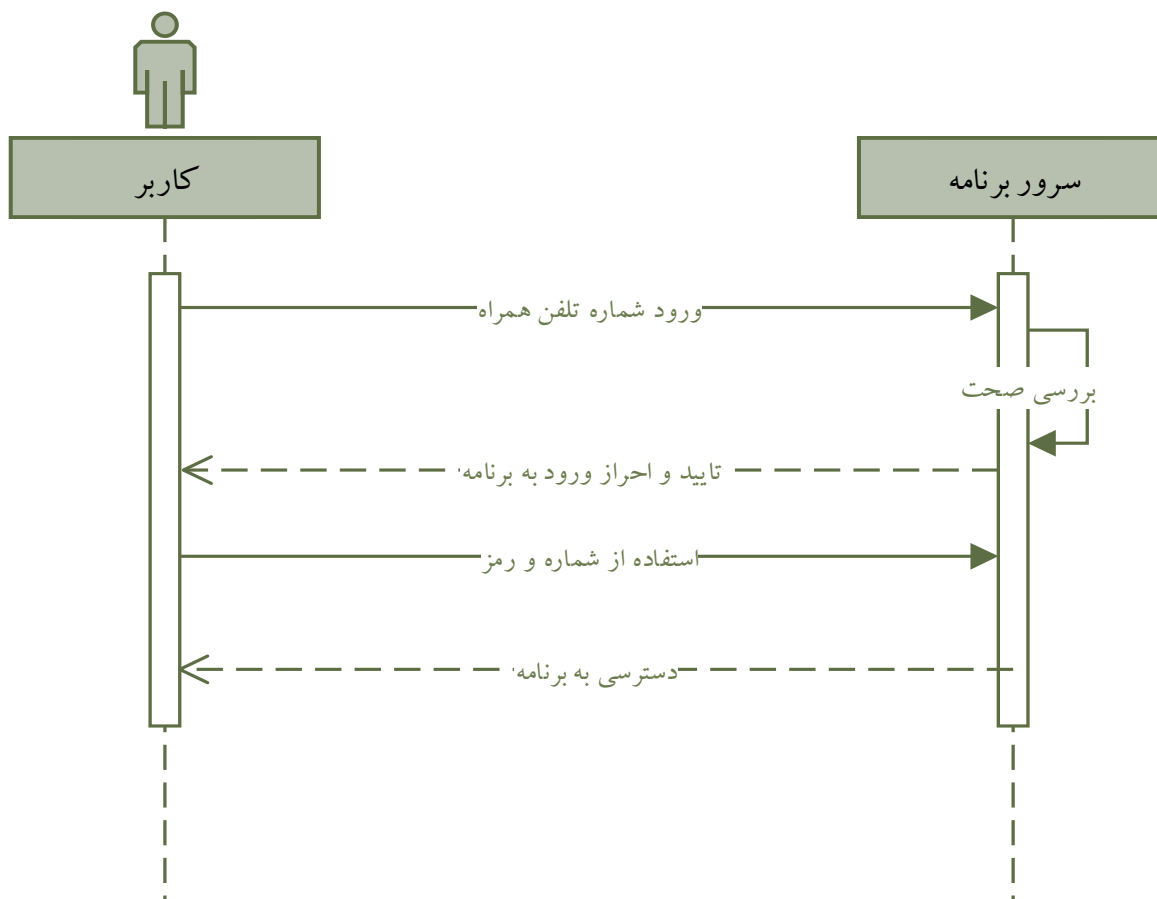 کاربر
سرور برنامه
ورود شماره تلفن همراه
بررسی صحت
تایید و احراز ورود به برنامه
استفاده از شماره و رمز
دسترسی به برنامه